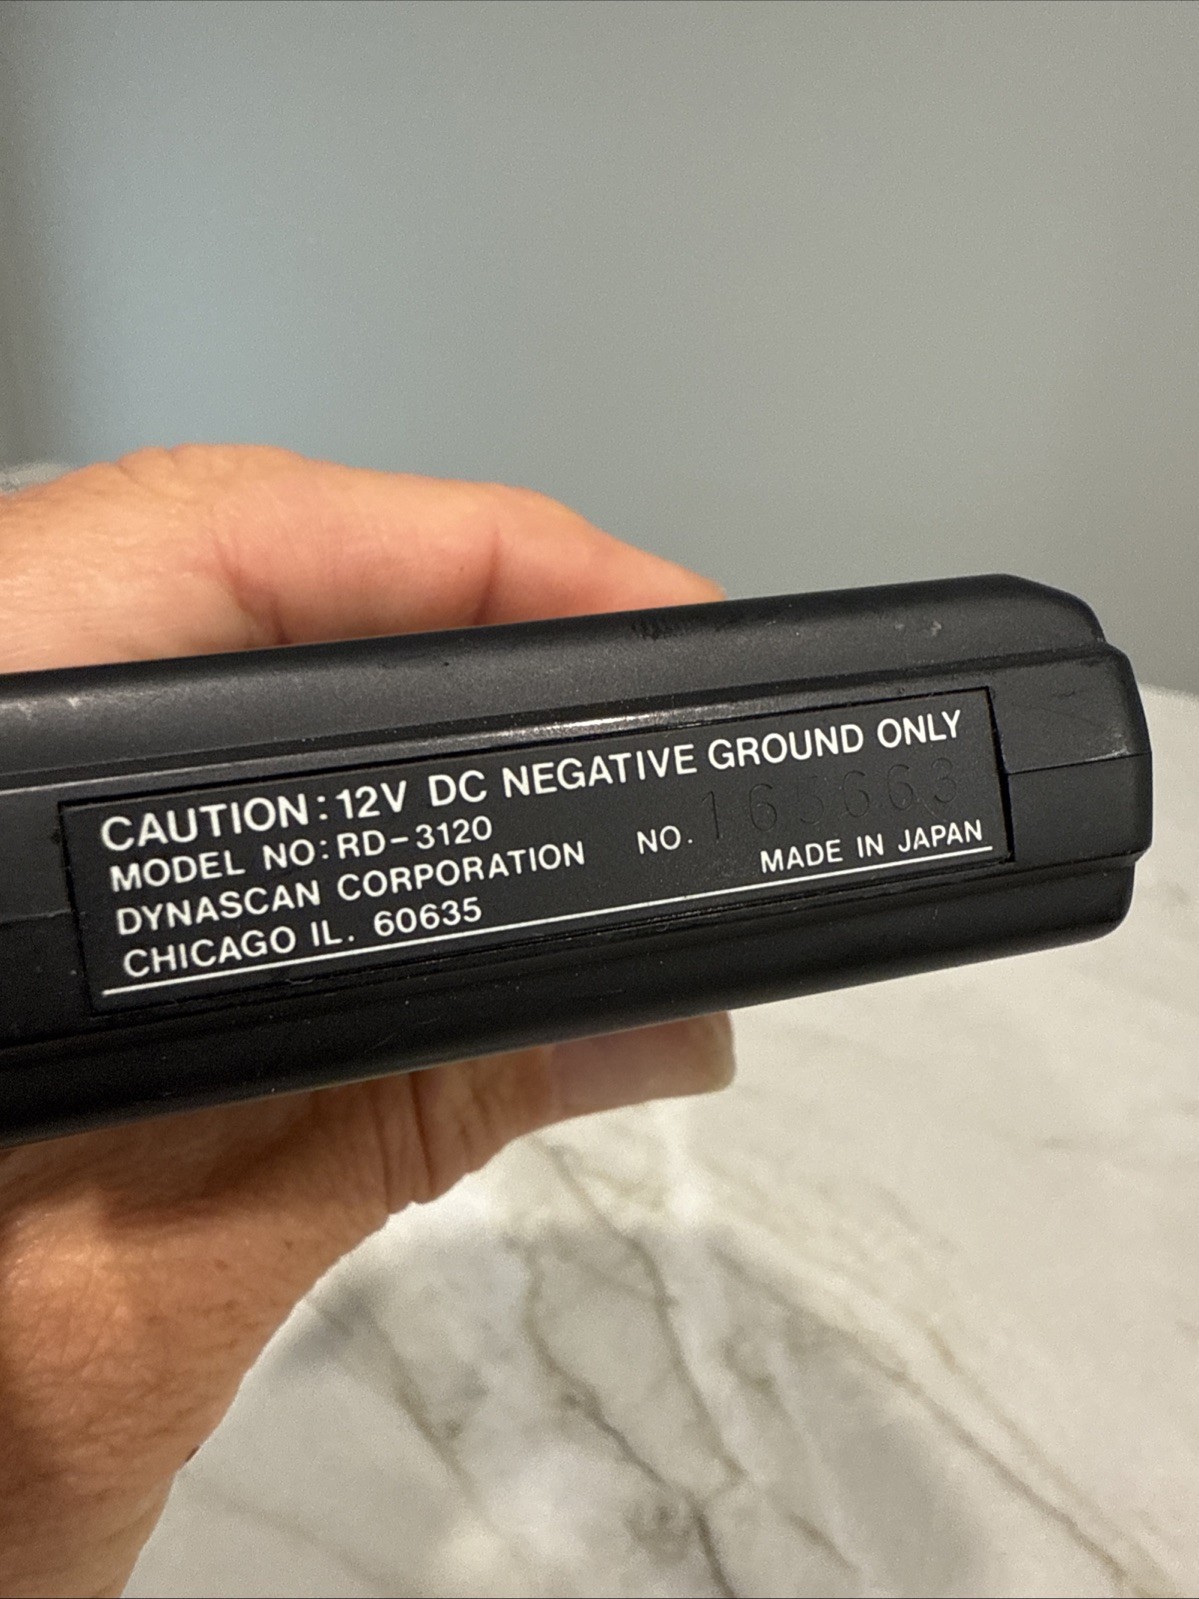 CAUTION: 12V DC NEGATIVE GROUND ONLY
MODEL NO: RD-3120
DYNASCAN CORPORATION NO.
CHICAGO IL. 60635
MADE IN JAPAN